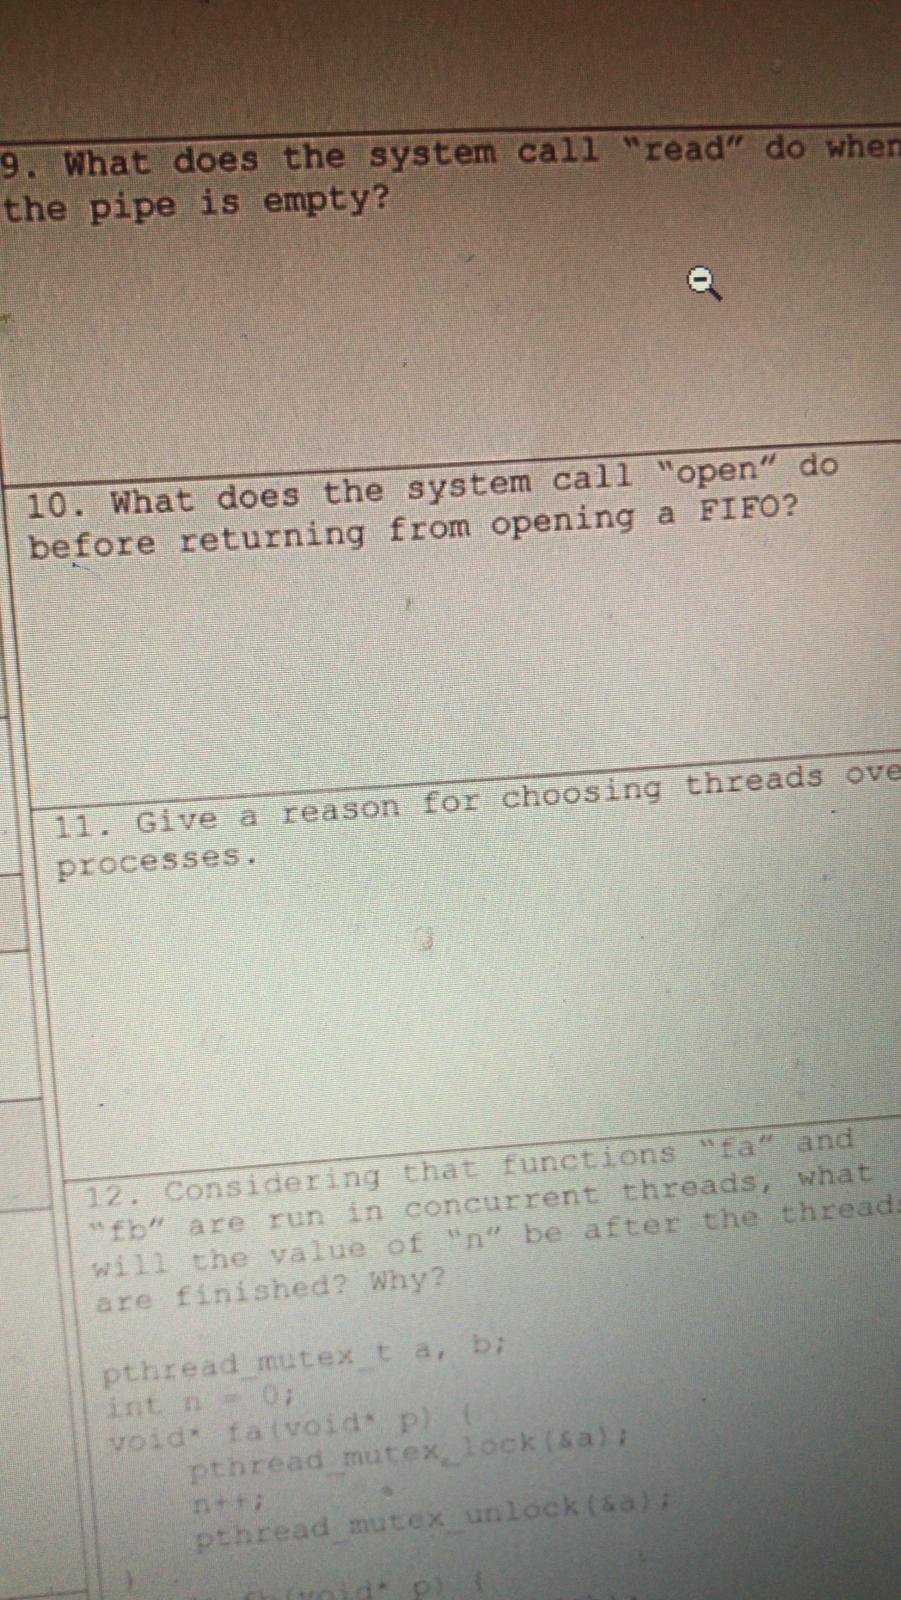 9. What does the system call “read” do when
the pipe is empty?
10. What does the system call “open” do
before returning from opening a FIFO?
11. Give a reason for choosing threads ove
processes.
12. Considering that functions “fa” and
“fb” are run in concurrent threads, what
will the value of “n” be after the threads
are finished? Why?
pthread_mutex_t a, b;
int n = 0;
void* fa(void* p) {
pthread_mutex_lock(&a);
n++;
pthread_mutex_unlock(&a);
}
fb(void* p) {